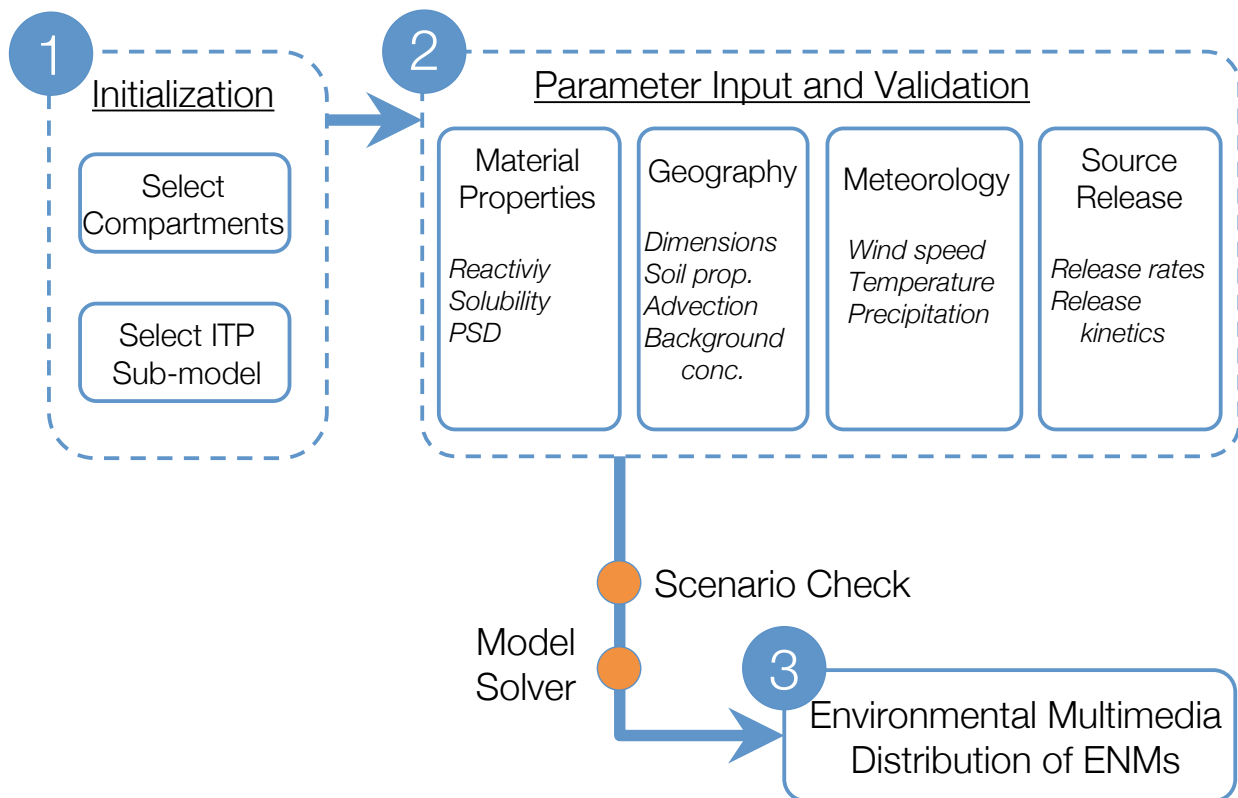 1
Initialization
Select
Compartments
Select ITP
Sub-model
2
Parameter Input and Validation
Material
Properties
Reactiviy
Solubility
PSD
Geography
Dimensions
Soil prop.
Advection
Background
conc.
Meteorology
Wind speed
Temperature
Precipitation
Source
Release
Release rates
Release
kinetics
Scenario Check
Model
Solver
3
Environmental Multimedia
Distribution of ENMs